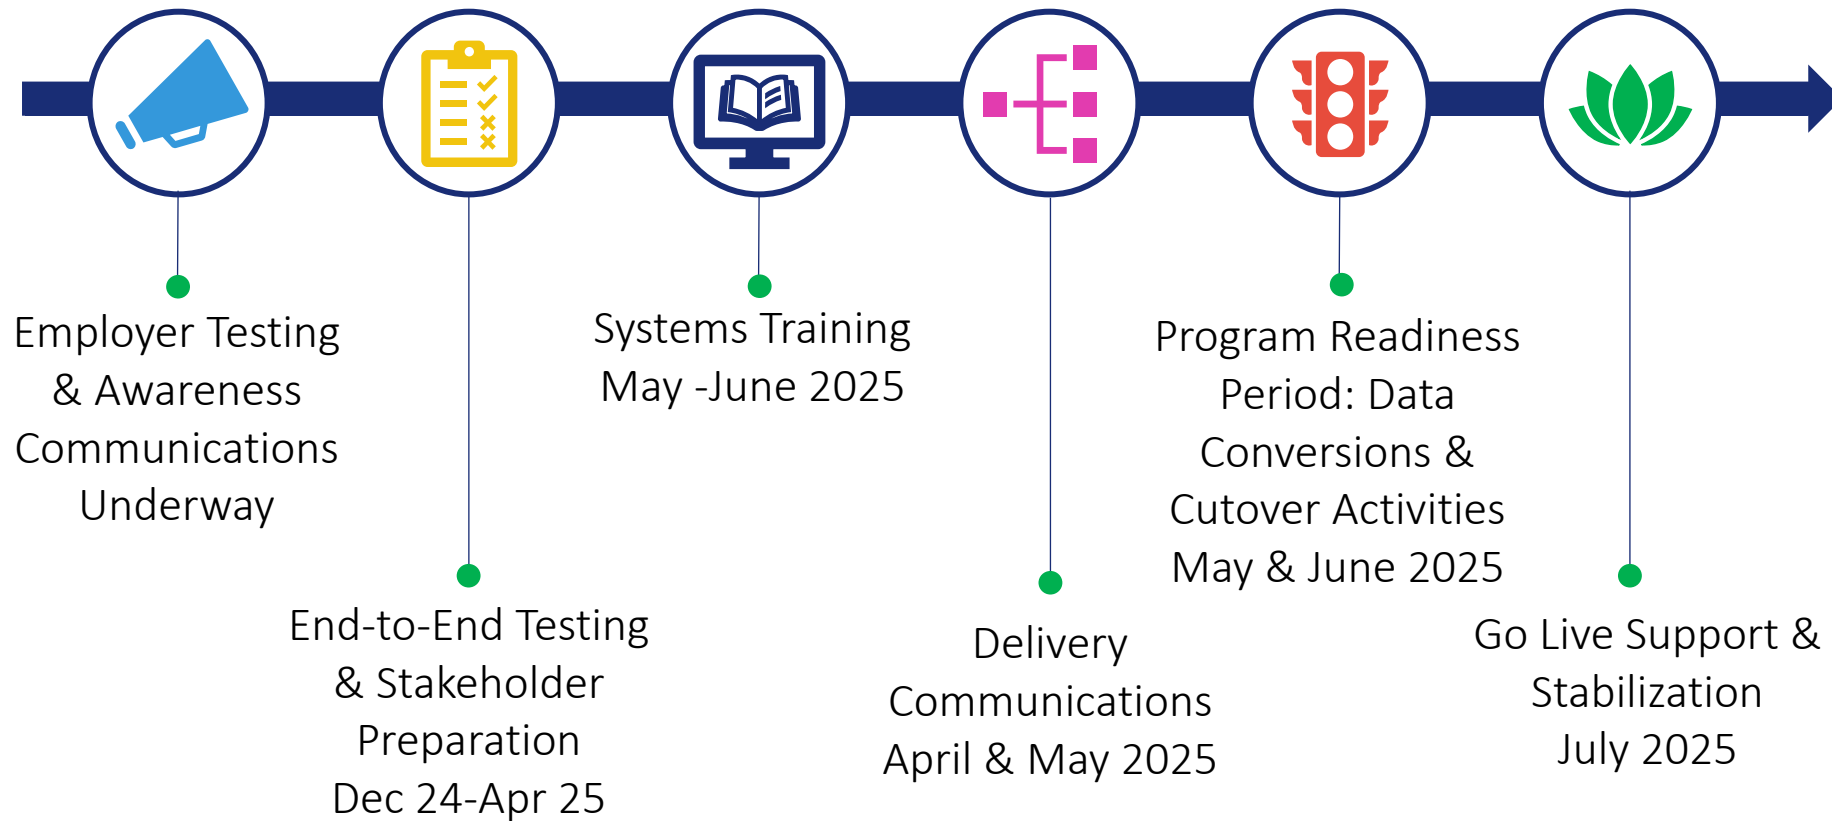 Employer Testing
& Awareness
Communications
Underway
End-to-End Testing
& Stakeholder
Preparation
Dec 24-Apr 25
Systems Training
May -June 2025
Delivery
Communications
April & May 2025
Program Readiness
Period: Data
Conversions &
Cutover Activities
May & June 2025
Go Live Support &
Stabilization
July 2025